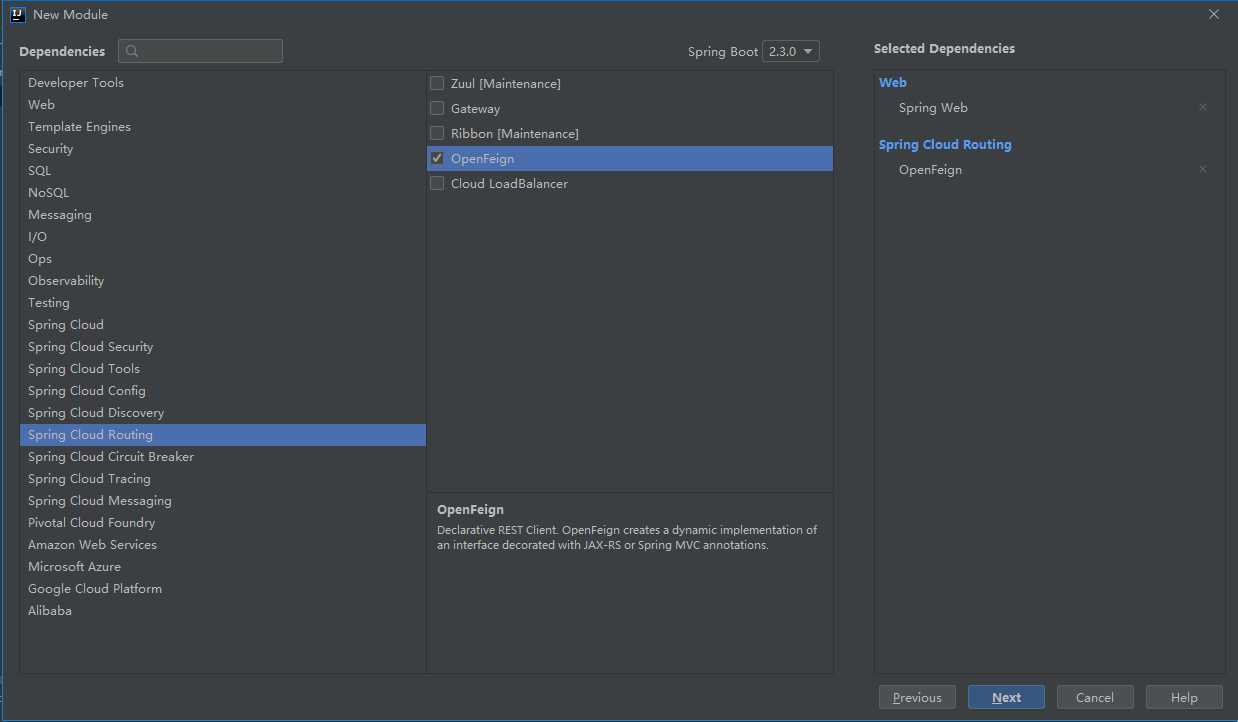 New Module
Dependencies
Spring Boot 2.3.0
Developer Tools
Web
Template Engines
Security
SQL
NoSQL
Messaging
I/O
Ops
Observability
Testing
Spring Cloud
Spring Cloud Security
Spring Cloud Tools
Spring Cloud Config
Spring Cloud Discovery
Spring Cloud Routing
Spring Cloud Circuit Breaker
Spring Cloud Tracing
Spring Cloud Messaging
Pivotal Cloud Foundry
Amazon Web Services
Microsoft Azure
Google Cloud Platform
Alibaba
Zuul [Maintenance]
Gateway
Ribbon [Maintenance]
OpenFeign
Cloud LoadBalancer
OpenFeign
Declarative REST Client. OpenFeign creates a dynamic implementation of
an interface decorated with JAX-RS or Spring MVC annotations.
Selected Dependencies
Web
Spring Web
Spring Cloud Routing
OpenFeign
Previous
Next
Cancel
Help